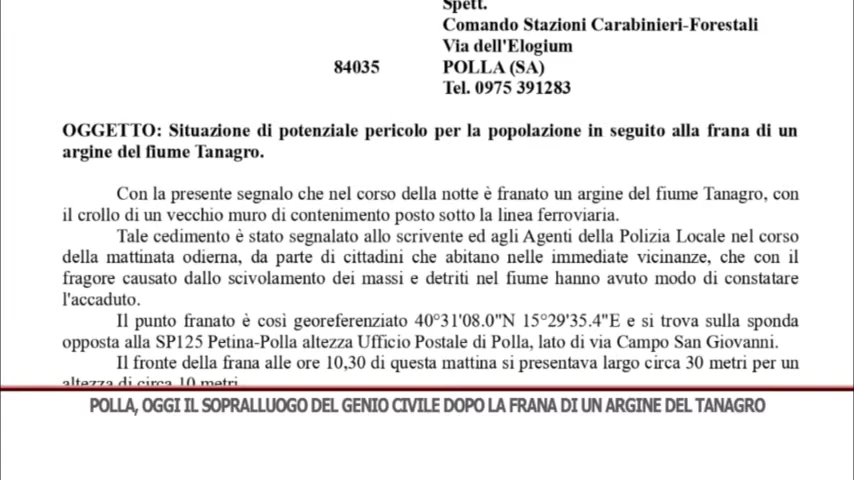 Spett.
Comando Stazioni Carabinieri-Forestali
Via dell'Elogium
84035 POLLA (SA)
Tel. 0975 391283
OGGETTO: Situazione di potenziale pericolo per la popolazione in seguito alla frana di un
argine del fiume Tanagro.
Con la presente segnalo che nel corso della notte è franato un argine del fiume Tanagro, con
il crollo di un vecchio muro di contenimento posto sotto la linea ferroviaria.
Tale cedimento è stato segnalato allo scrivente ed agli Agenti della Polizia Locale nel corso
della mattinata odierna, da parte di cittadini che abitano nelle immediate vicinanze, che con il
fragore causato dallo scivolamento dei massi e detriti nel fiume hanno avuto modo di constatare
l'accaduto.
Il punto franato è così georeferenziato 40°31'08.0"N 15°29'35.4"E e si trova sulla sponda
opposta alla SP125 Petina-Polla altezza Ufficio Postale di Polla, lato di via Campo San Giovanni.
Il fronte della frana alle ore 10,30 di questa mattina si presentava largo circa 30 metri per un
altezza di circa 10 metri.
POLLA, OGGI IL SOPRALLUOGO DEL GENIO CIVILE DOPO LA FRANA DI UN ARGINE DEL TANAGRO